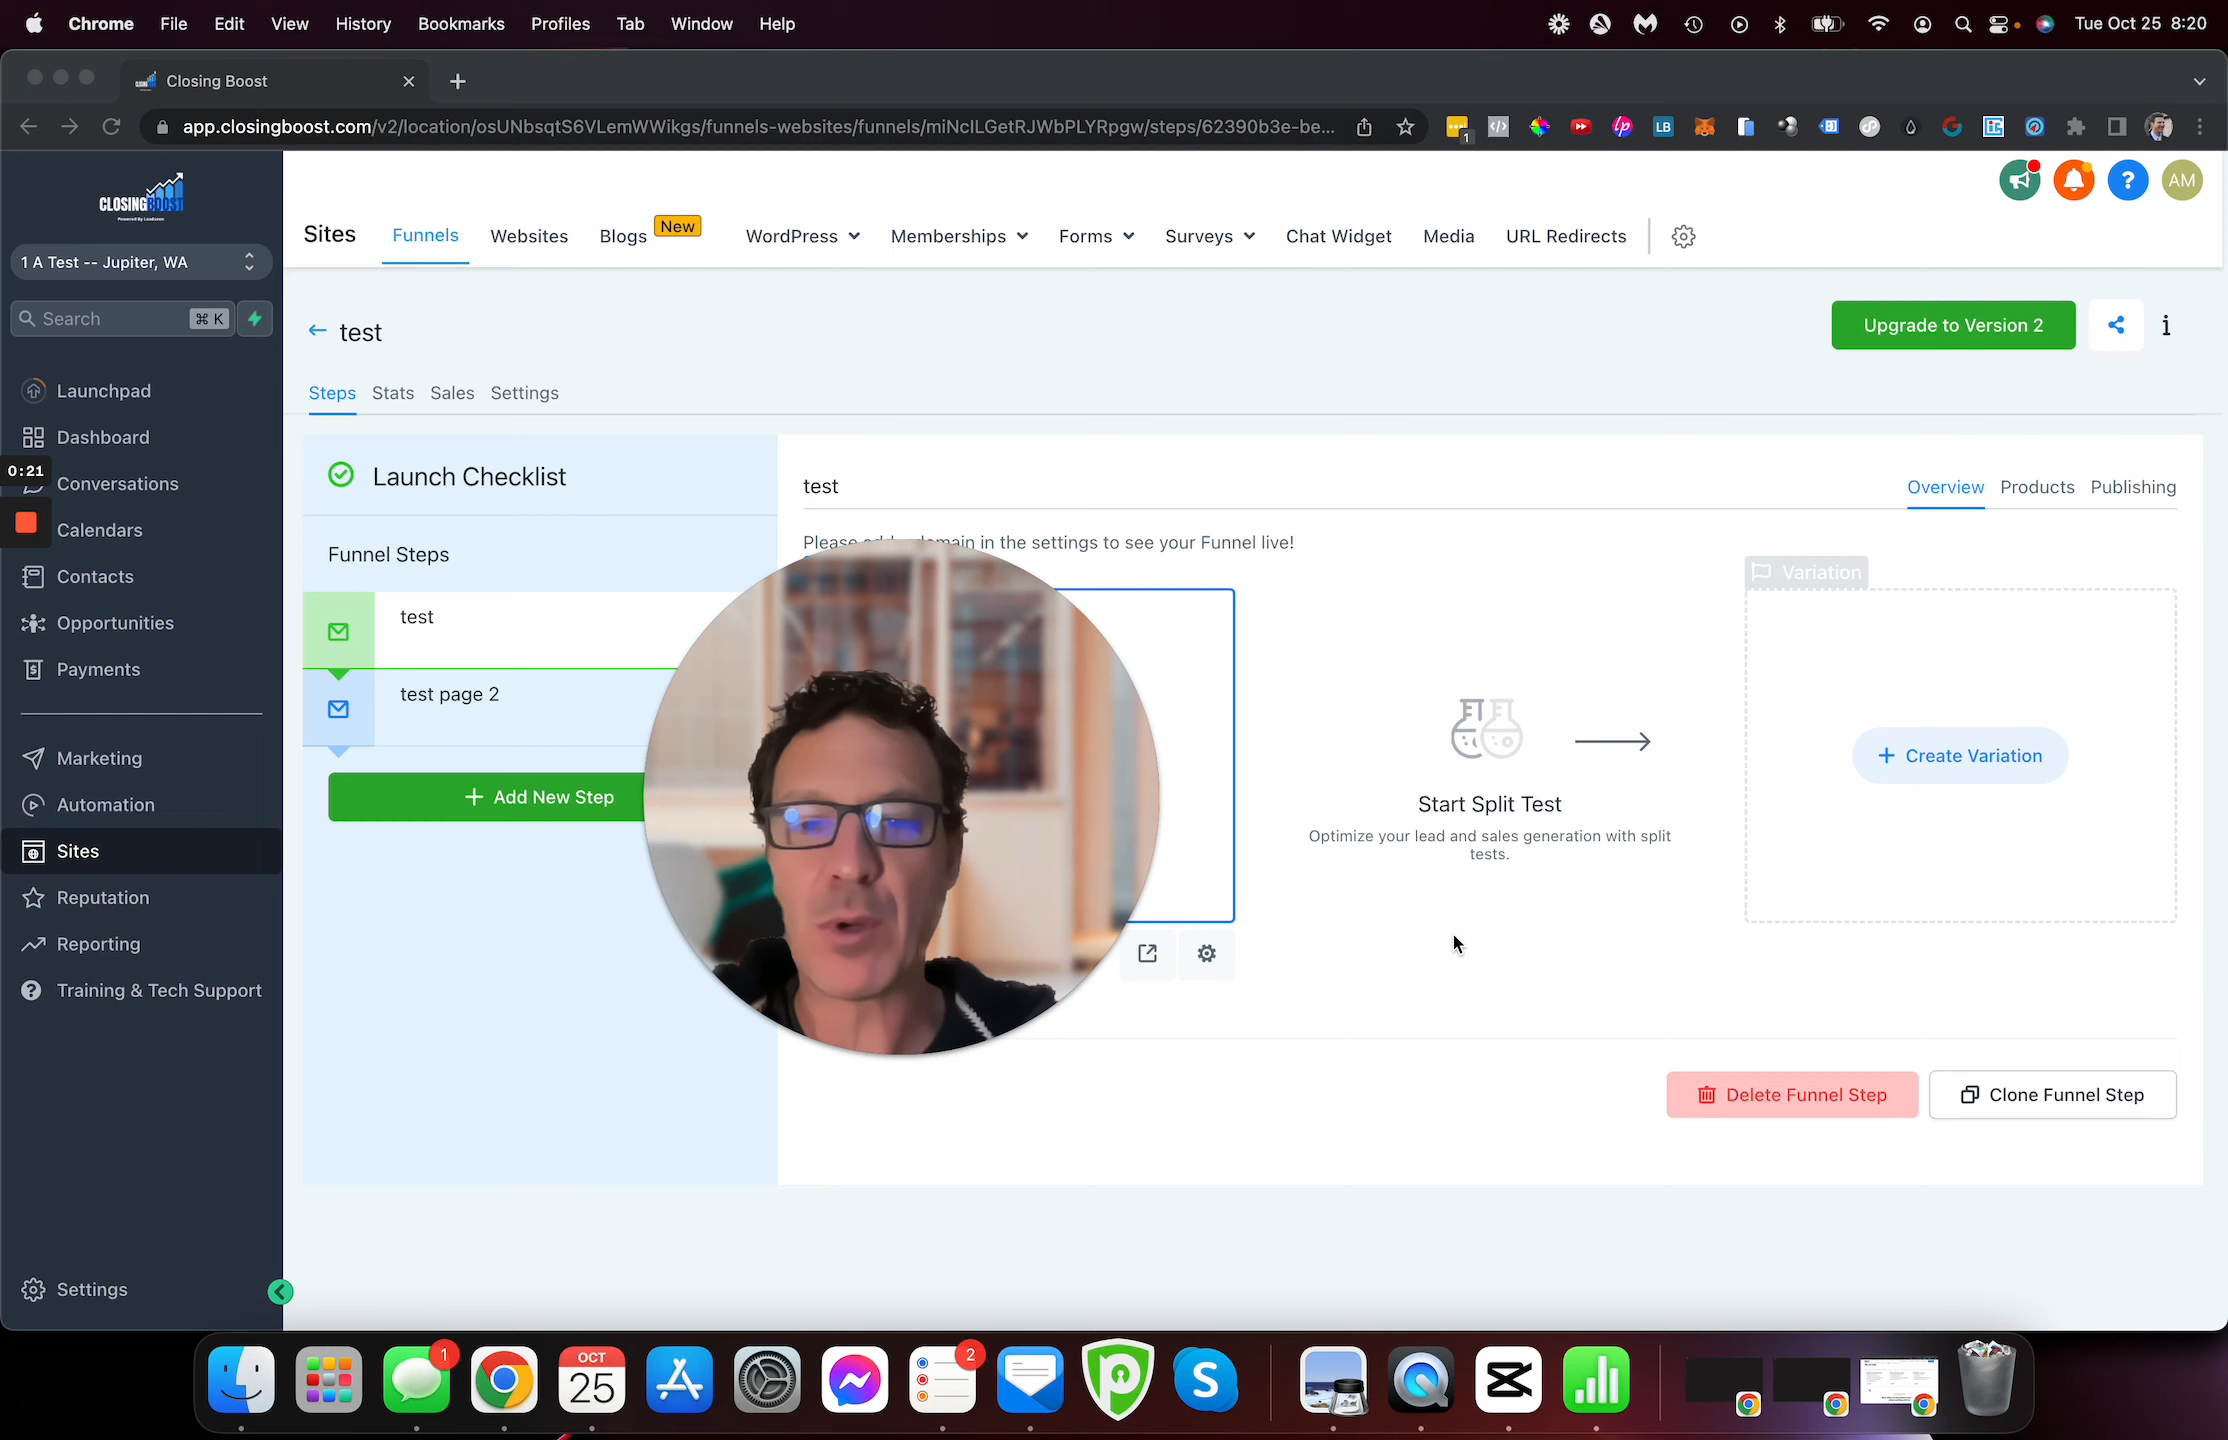 Chrome File Edit View History Bookmarks Profiles Tab Window Help Tue Oct 25 8:20
Closing Boost
app.closingboost.com/v2/location/osUNbsqtS6VLemWWikgs/funnels-websites/funnels/miNcILGetRJWbPLYRpgw/steps/62390b3e-be...
1
LB
CLOSINGBOOST
AM
Sites Funnels Websites Blogs New WordPress Memberships Forms Surveys Chat Widget Media URL Redirects
1 A Test -- Jupiter, WA
Search ⌘ K
← test
Upgrade to Version 2
Steps Stats Sales Settings
Launchpad
Dashboard
0:21
Conversations
Calendars
Contacts
Opportunities
Payments
Marketing
Automation
Sites
Reputation
Reporting
Training & Tech Support
Settings
Launch Checklist
Funnel Steps
test
test page 2
+ Add New Step
test
Overview Products Publishing
Please domain in the settings to see your Funnel live!
Variation
+ Create Variation
Start Split Test
Optimize your lead and sales generation with split
tests.
Delete Funnel Step
Clone Funnel Step
1
OCT
25
2